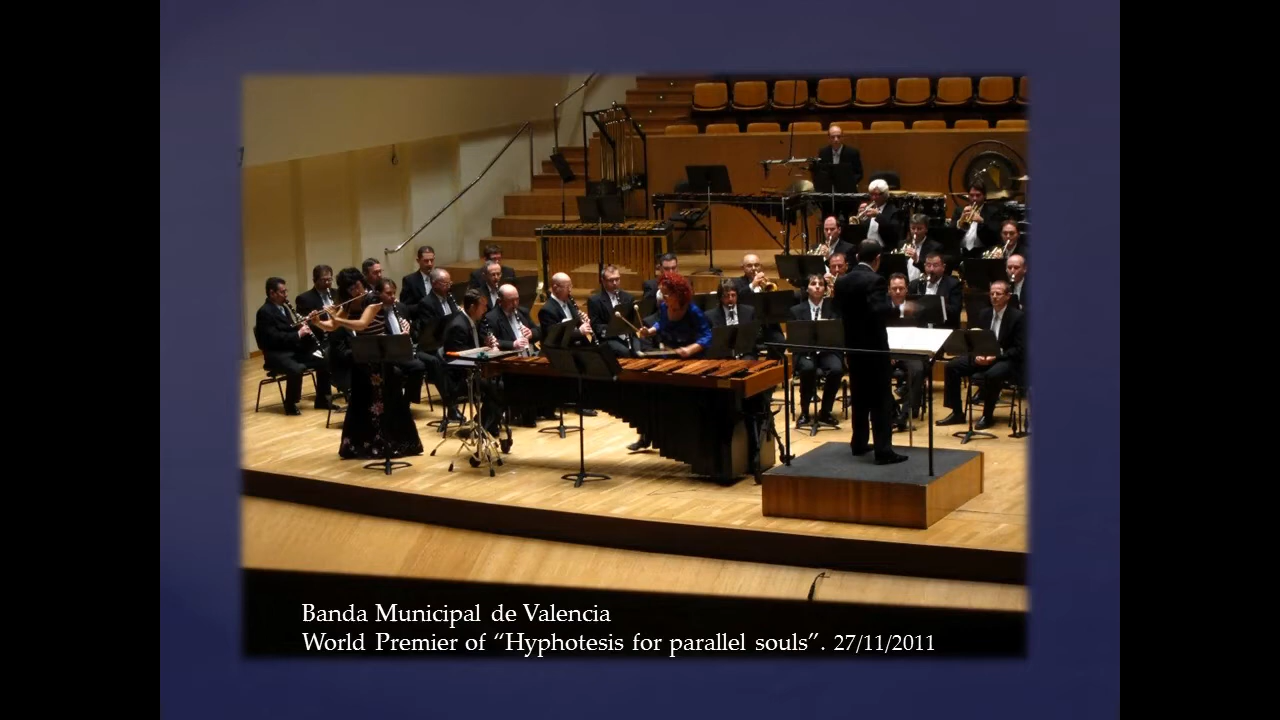 Banda Municipal de Valencia
World Premier of “Hyphotesis for parallel souls”. 27/11/2011